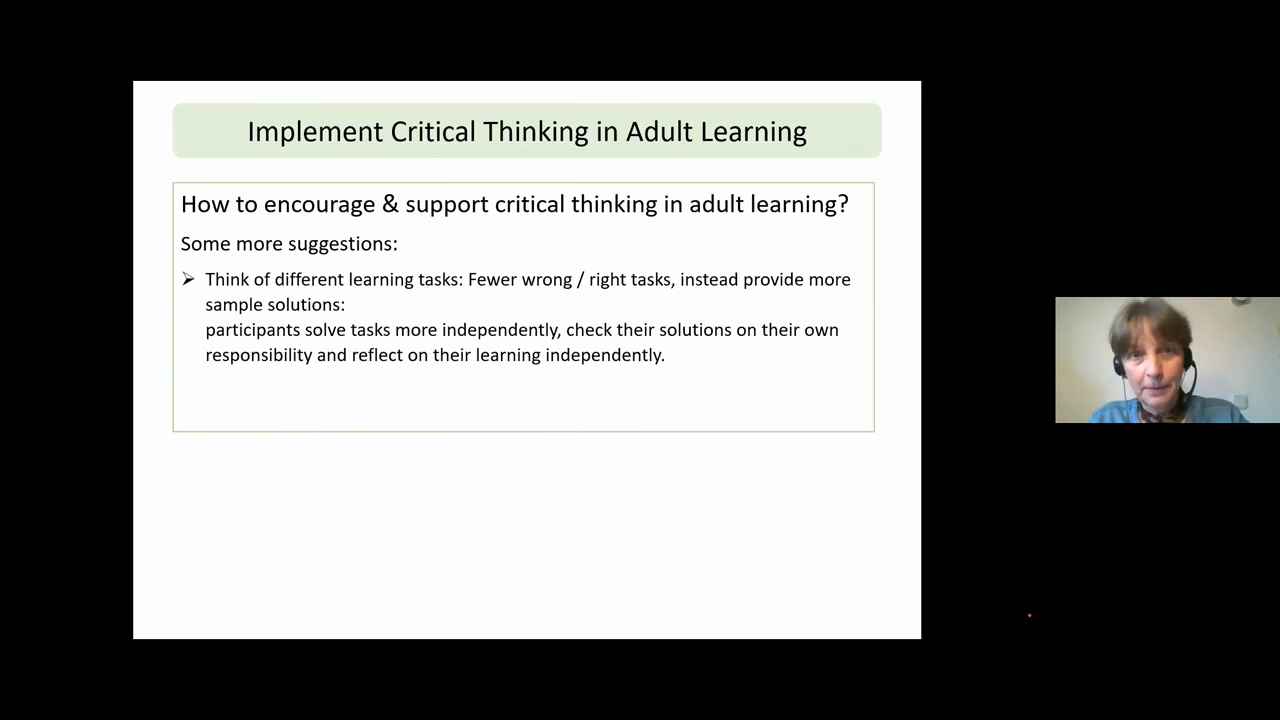 Implement Critical Thinking in Adult Learning
How to encourage & support critical thinking in adult learning?
Some more suggestions:
➢ Think of different learning tasks: Fewer wrong / right tasks, instead provide more
sample solutions:
participants solve tasks more independently, check their solutions on their own
responsibility and reflect on their learning independently.